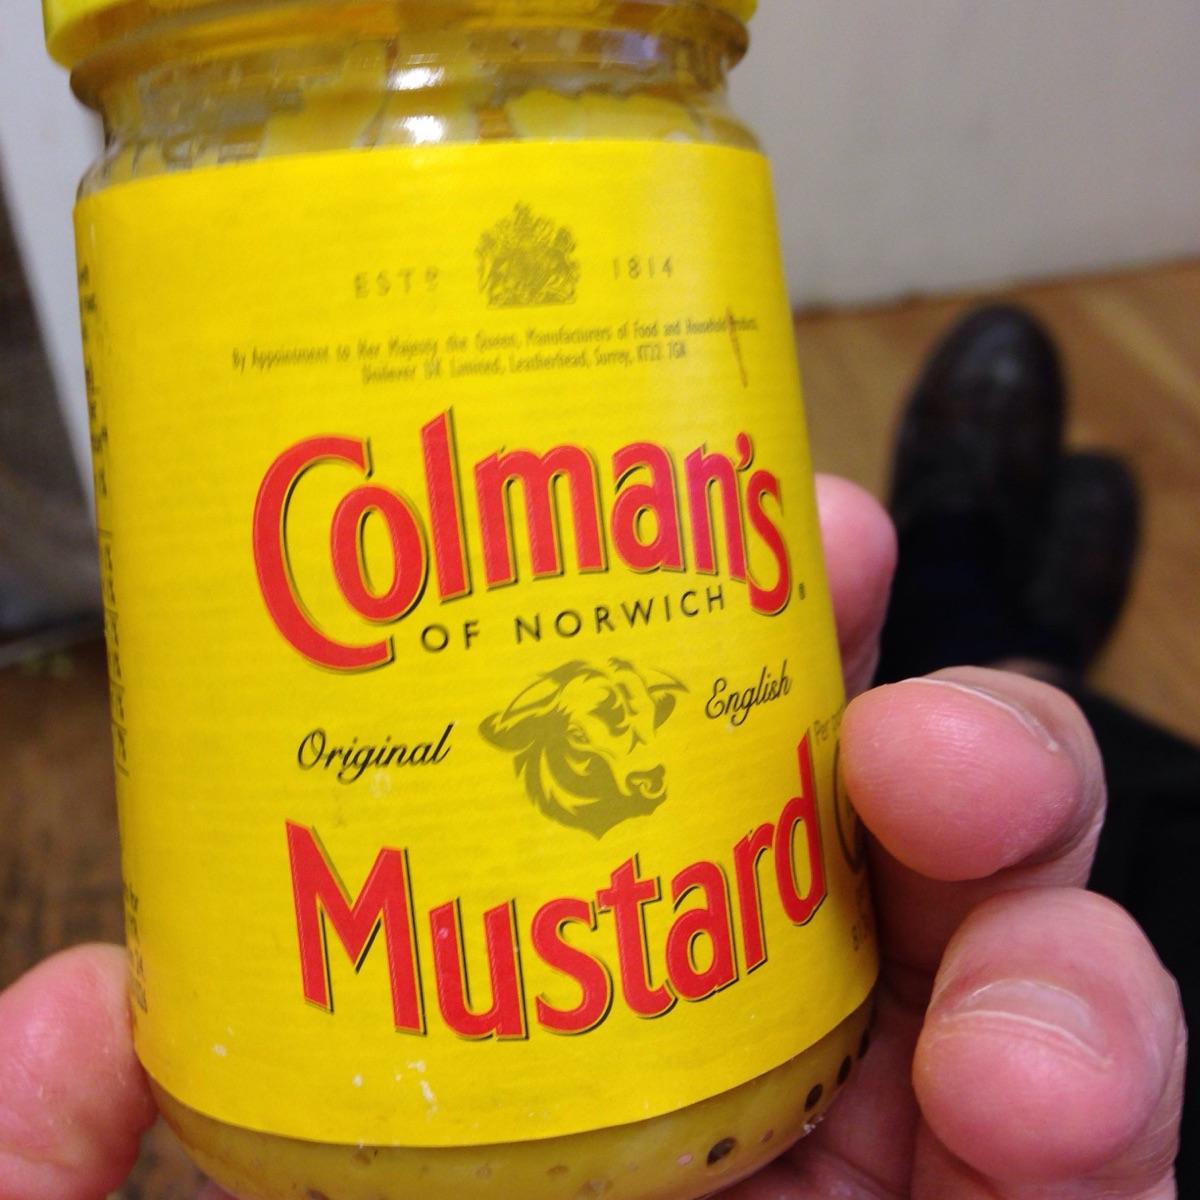 ESTD 1814
By Appointment to Her Majesty the Queen, Manufacturers of Food and Household Products,
Unilever UK Limited, Leatherhead, Surrey, KT22 7GR
Colman's
OF NORWICH
Original English
Mustard
Per